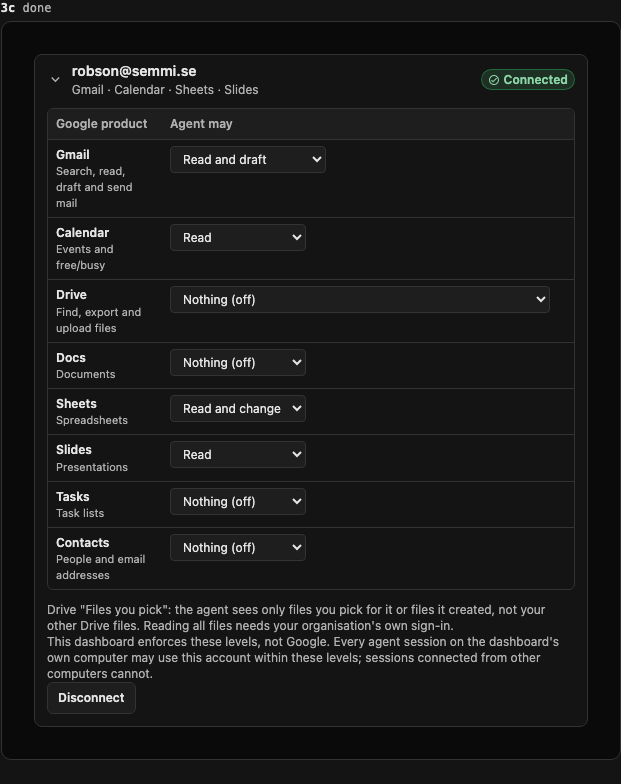 3c done
robson@semmi.se
Gmail · Calendar · Sheets · Slides
Connected
Google product
Agent may
Gmail
Search, read,
draft and send
mail
Read and draft
Calendar
Events and
free/busy
Read
Drive
Find, export and
upload files
Nothing (off)
Docs
Documents
Nothing (off)
Sheets
Spreadsheets
Read and change
Slides
Presentations
Read
Tasks
Task lists
Nothing (off)
Contacts
People and email
addresses
Nothing (off)
Drive "Files you pick": the agent sees only files you pick for it or files it created, not your
other Drive files. Reading all files needs your organisation's own sign-in.
This dashboard enforces these levels, not Google. Every agent session on the dashboard's
own computer may use this account within these levels; sessions connected from other
computers cannot.
Disconnect